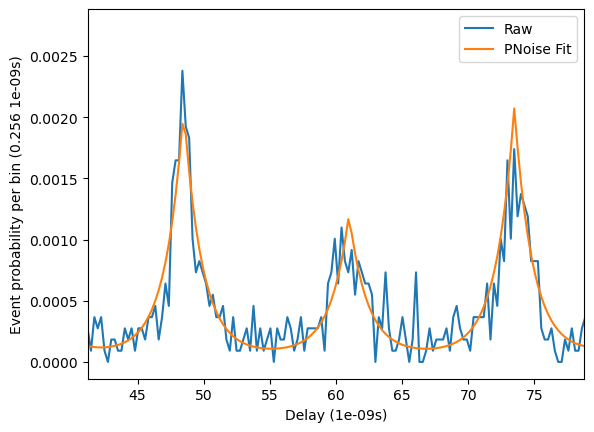 Raw
PNoise Fit
Event probability per bin (0.256 1e-09s)
0.0025
0.0020
0.0015
0.0010
0.0005
0.0000
45 50 55 60 65 70 75
Delay (1e-09s)